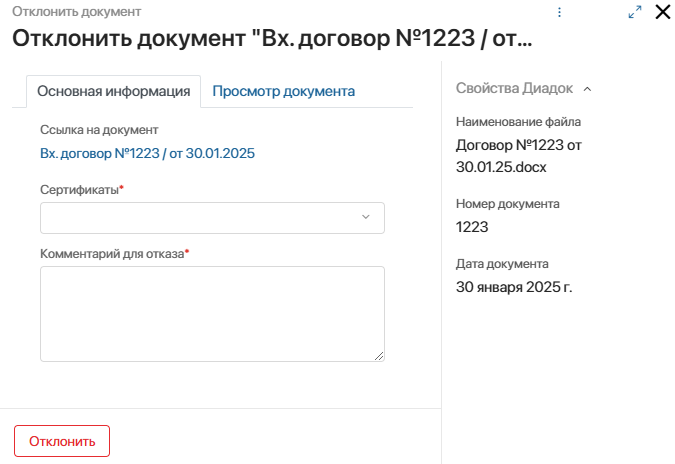 Отклонить документ
Отклонить документ "Вх. договор №1223 / от...
Основная информация
Просмотр документа
Ссылка на документ
Вх. договор №1223 / от 30.01.2025
Сертификаты*
Комментарий для отказа*
Отклонить
Свойства Диадок
Наименование файла
Договор №1223 от
30.01.25.docx
Номер документа
1223
Дата документа
30 января 2025 г.